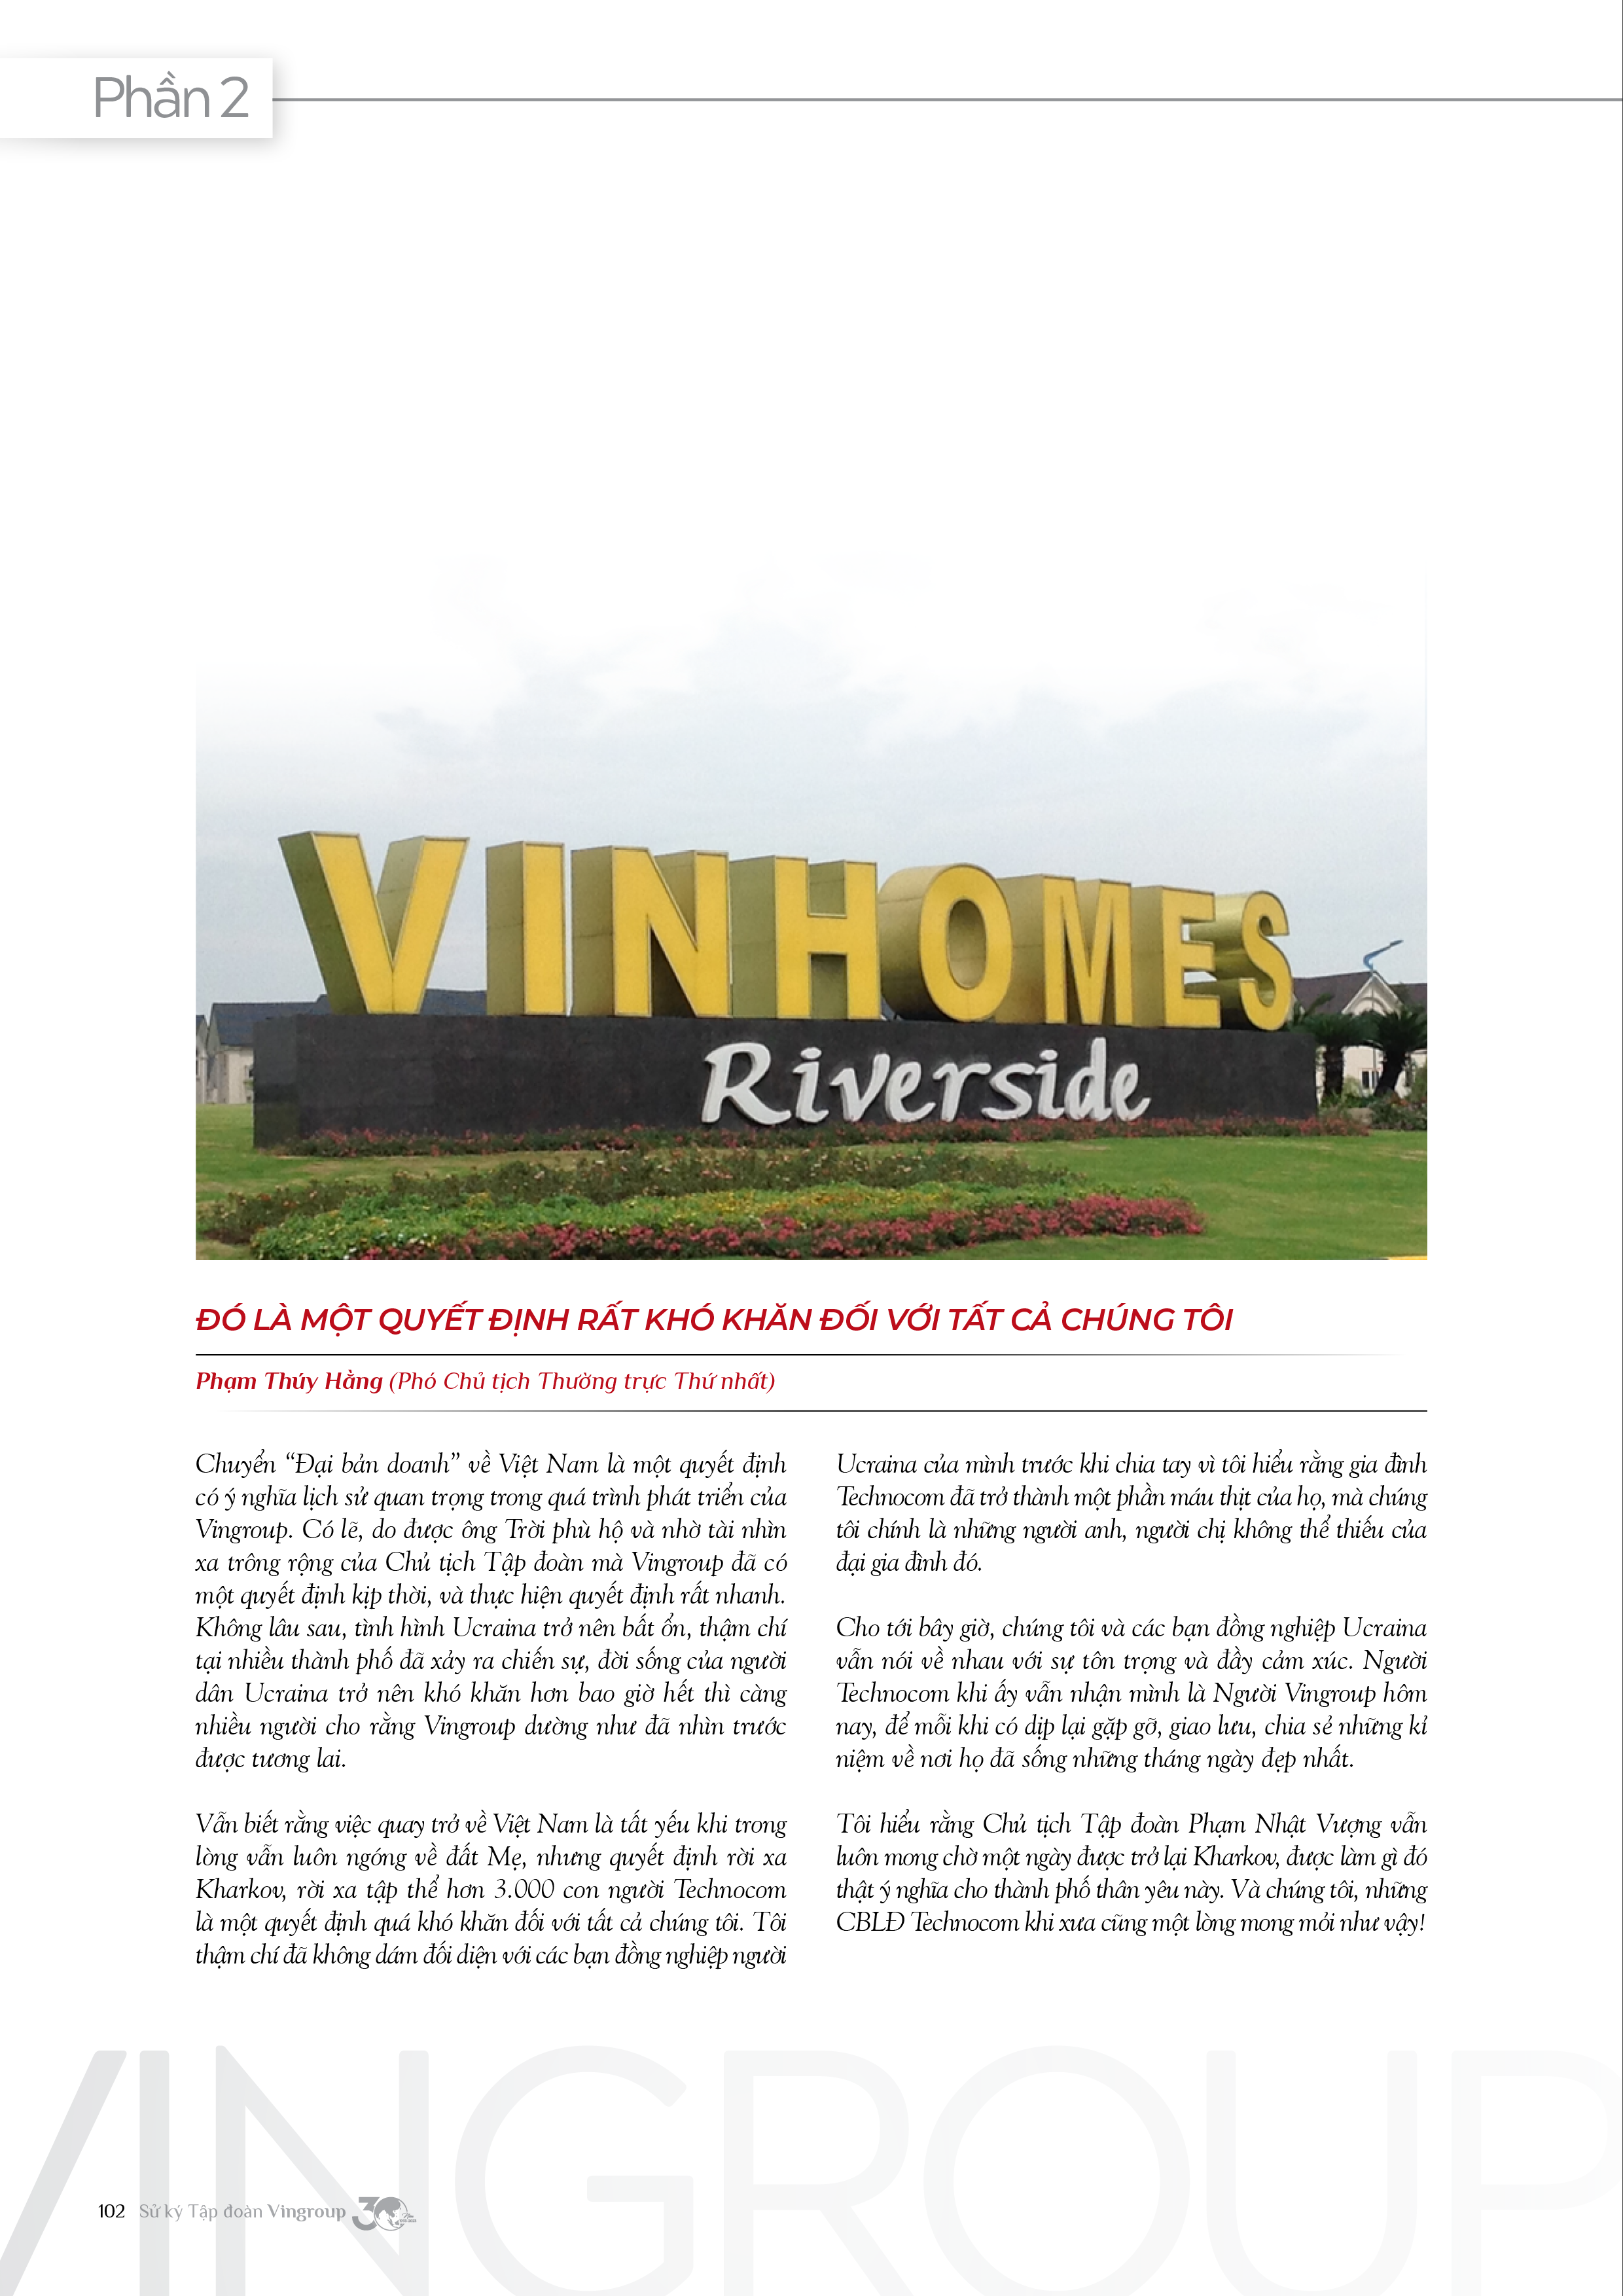 Phần 2
VINHOMES
Riverside
ĐÓ LÀ MỘT QUYẾT ĐỊNH RẤT KHÓ KHĂN ĐỐI VỚI TẤT CẢ CHÚNG TÔI
Phạm Thúy Hằng (Phó Chủ tịch Thường trực Thứ nhất)
Chuyển “Đại bản doanh” về Việt Nam là một quyết định
có ý nghĩa lịch sử quan trọng trong quá trình phát triển của
Vingroup. Có lẽ, do được ông Trời phù hộ và nhờ tài nhìn
xa trông rộng của Chủ tịch Tập đoàn mà Vingroup đã có
một quyết định kịp thời, và thực hiện quyết định rất nhanh.
Không lâu sau, tình hình Ucraina trở nên bất ổn, thậm chí
tại nhiều thành phố đã xảy ra chiến sự, đời sống của người
dân Ucraina trở nên khó khăn hơn bao giờ hết thì càng
nhiều người cho rằng Vingroup dường như đã nhìn trước
được tương lai.
Vẫn biết rằng việc quay trở về Việt Nam là tất yếu khi trong
lòng vẫn luôn ngóng về đất Mẹ, nhưng quyết định rời xa
Kharkov, rời xa tập thể hơn 3.000 con người Technocom
là một quyết định quá khó khăn đối với tất cả chúng tôi. Tôi
thậm chí đã không dám đối diện với các bạn đồng nghiệp người
Ucraina của mình trước khi chia tay vì tôi hiểu rằng gia đình
Technocom đã trở thành một phần máu thịt của họ, mà chúng
tôi chính là những người anh, người chị không thể thiếu của
đại gia đình đó.
Cho tới bây giờ, chúng tôi và các bạn đồng nghiệp Ucraina
vẫn nói về nhau với sự tôn trọng và đầy cảm xúc. Người
Technocom khi ấy vẫn nhận mình là Người Vingroup hôm
nay, để mỗi khi có dịp lại gặp gỡ, giao lưu, chia sẻ những kỉ
niệm về nơi họ đã sống những tháng ngày đẹp nhất.
Tôi hiểu rằng Chủ tịch Tập đoàn Phạm Nhật Vượng vẫn
luôn mong chờ một ngày được trở lại Kharkov, được làm gì đó
thật ý nghĩa cho thành phố thân yêu này. Và chúng tôi, những
CBLĐ Technocom khi xưa cũng một lòng mong mỏi như vậy!
VINGROUP
102 Sử ký Tập đoàn Vingroup 30